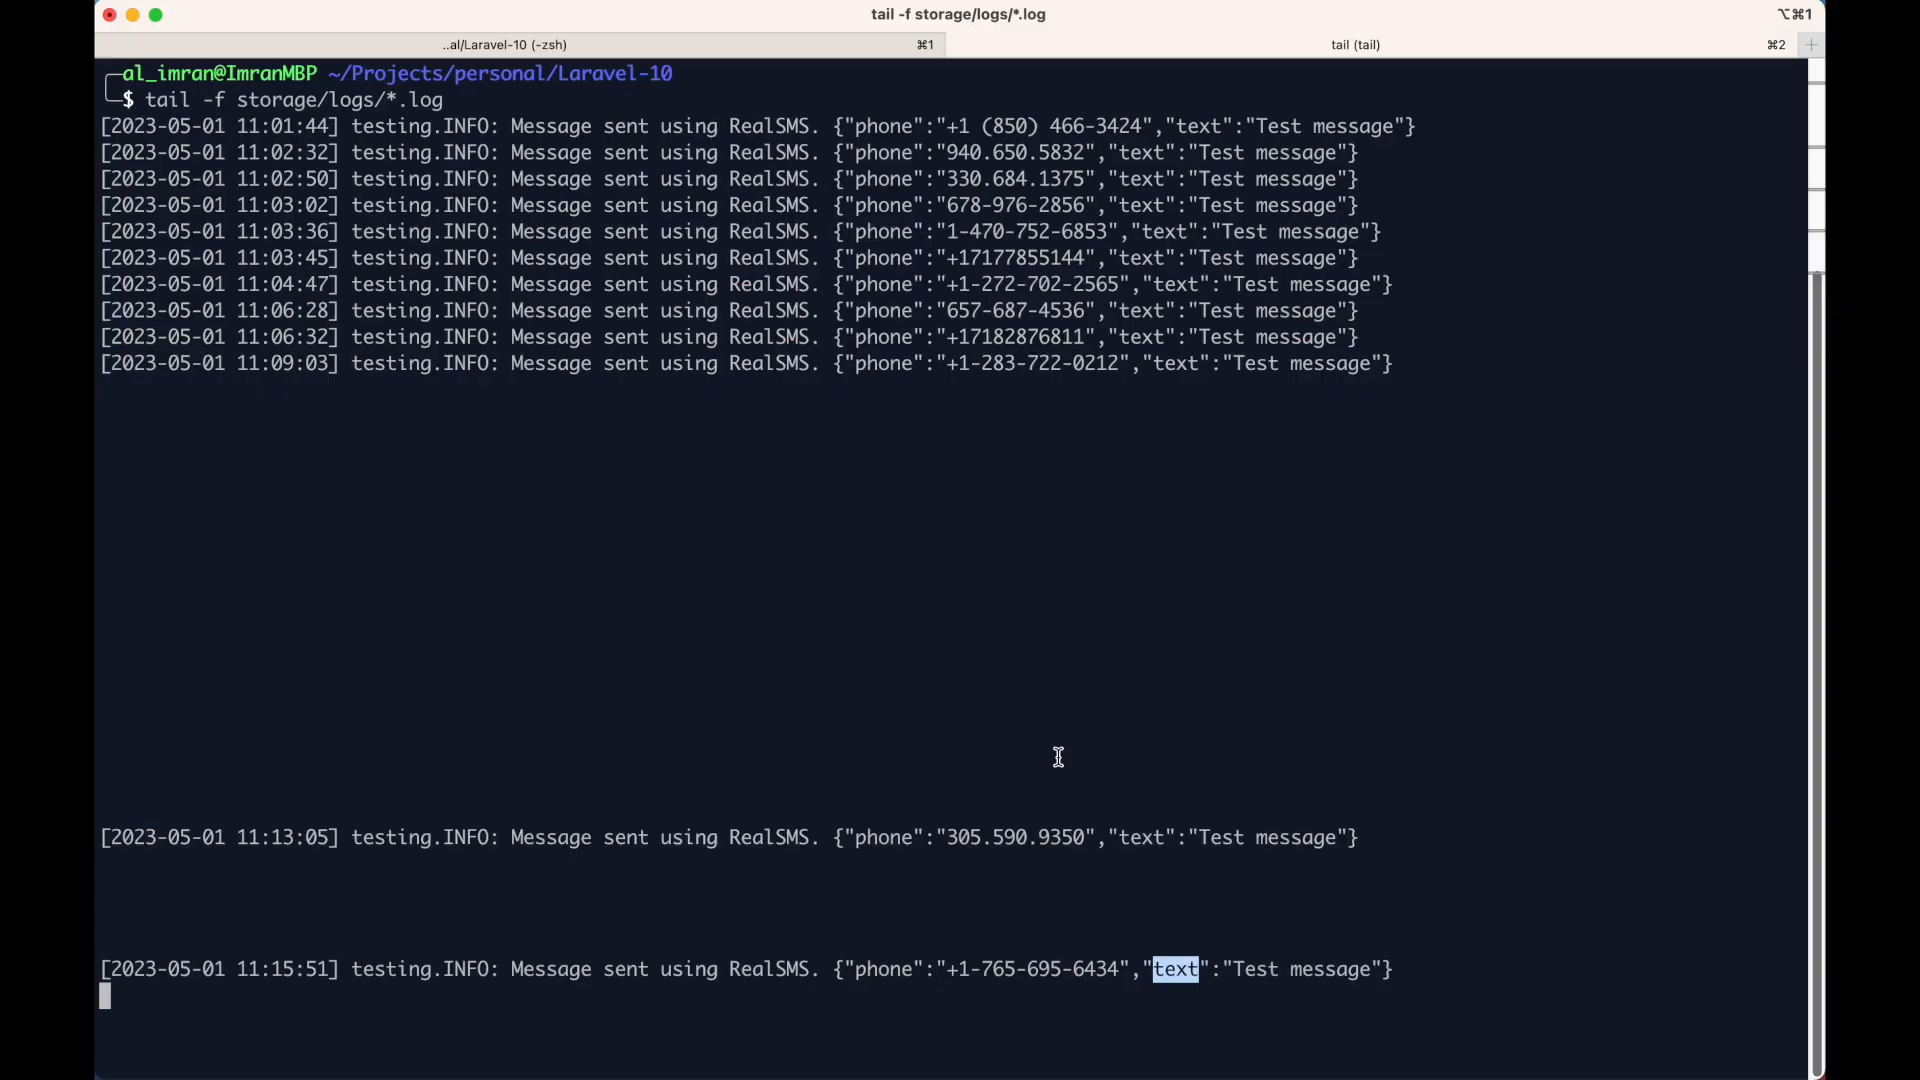 tail -f storage/logs/*.log ⌥⌘1
..al/Laravel-10 (-zsh) ⌘1 tail (tail) ⌘2 +
al_imran@ImranMBP ~/Projects/personal/Laravel-10
$ tail -f storage/logs/*.log
[2023-05-01 11:01:44] testing.INFO: Message sent using RealSMS. {"phone":"+1 (850) 466-3424","text":"Test message"}
[2023-05-01 11:02:32] testing.INFO: Message sent using RealSMS. {"phone":"940.650.5832","text":"Test message"}
[2023-05-01 11:02:50] testing.INFO: Message sent using RealSMS. {"phone":"330.684.1375","text":"Test message"}
[2023-05-01 11:03:02] testing.INFO: Message sent using RealSMS. {"phone":"678-976-2856","text":"Test message"}
[2023-05-01 11:03:36] testing.INFO: Message sent using RealSMS. {"phone":"1-470-752-6853","text":"Test message"}
[2023-05-01 11:03:45] testing.INFO: Message sent using RealSMS. {"phone":"+17177855144","text":"Test message"}
[2023-05-01 11:04:47] testing.INFO: Message sent using RealSMS. {"phone":"+1-272-702-2565","text":"Test message"}
[2023-05-01 11:06:28] testing.INFO: Message sent using RealSMS. {"phone":"657-687-4536","text":"Test message"}
[2023-05-01 11:06:32] testing.INFO: Message sent using RealSMS. {"phone":"+17182876811","text":"Test message"}
[2023-05-01 11:09:03] testing.INFO: Message sent using RealSMS. {"phone":"+1-283-722-0212","text":"Test message"}
[2023-05-01 11:13:05] testing.INFO: Message sent using RealSMS. {"phone":"305.590.9350","text":"Test message"}
[2023-05-01 11:15:51] testing.INFO: Message sent using RealSMS. {"phone":"+1-765-695-6434","text":"Test message"}